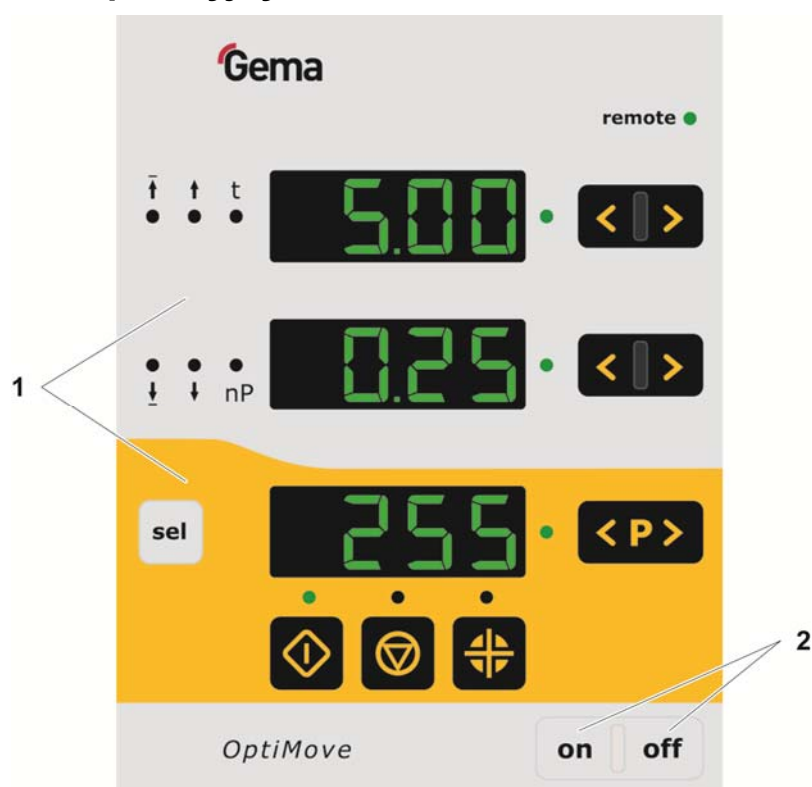 Gema
remote
t
5.00
< >
0.25
< >
1
nP
sel
255
< P >
2
OptiMove
on off